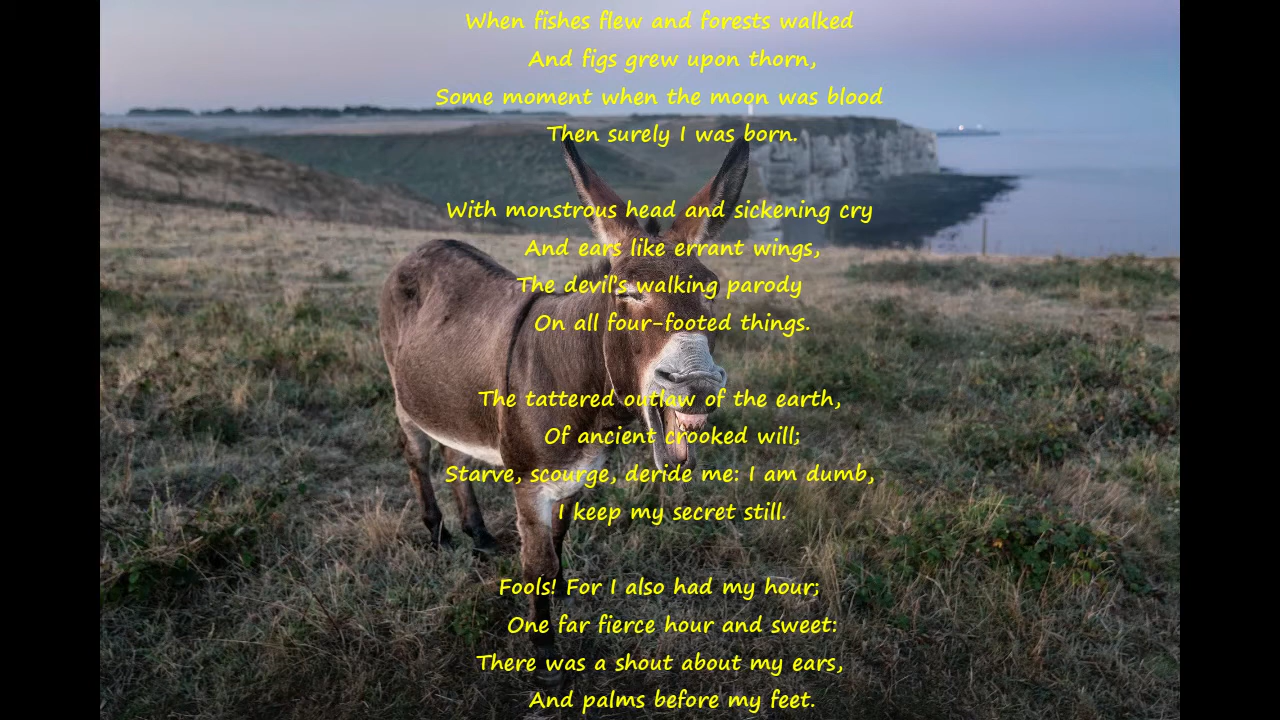 When fishes flew and forests walked
And figs grew upon thorn,
Some moment when the moon was blood
Then surely I was born.
With monstrous head and sickening cry
And ears like errant wings,
The devil's walking parody
On all four-footed things.
The tattered outlaw of the earth,
Of ancient crooked will;
Starve, scourge, deride me: I am dumb,
I keep my secret still.
Fools! For I also had my hour;
One far fierce hour and sweet:
There was a shout about my ears,
And palms before my feet.